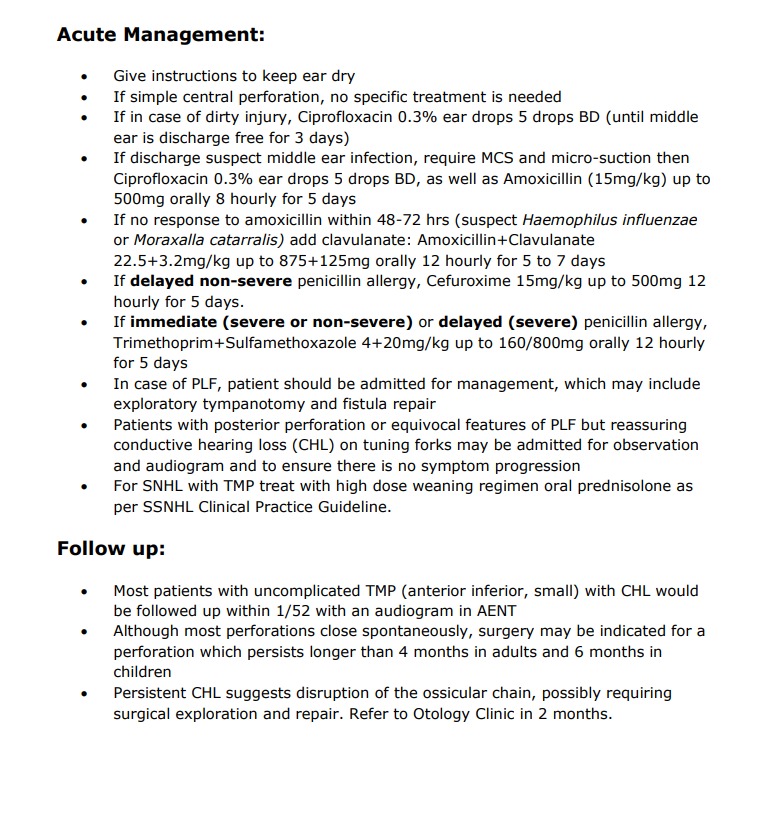 Acute Management:
• Give instructions to keep ear dry
• If simple central perforation, no specific treatment is needed
• If in case of dirty injury, Ciprofloxacin 0.3% ear drops 5 drops BD (until middle
ear is discharge free for 3 days)
• If discharge suspect middle ear infection, require MCS and micro-suction then
Ciprofloxacin 0.3% ear drops 5 drops BD, as well as Amoxicillin (15mg/kg) up to
500mg orally 8 hourly for 5 days
• If no response to amoxicillin within 48-72 hrs (suspect Haemophilus influenzae
or Moraxalla catarralis) add clavulanate: Amoxicillin+Clavulanate
22.5+3.2mg/kg up to 875+125mg orally 12 hourly for 5 to 7 days
• If delayed non-severe penicillin allergy, Cefuroxime 15mg/kg up to 500mg 12
hourly for 5 days.
• If immediate (severe or non-severe) or delayed (severe) penicillin allergy,
Trimethoprim+Sulfamethoxazole 4+20mg/kg up to 160/800mg orally 12 hourly
for 5 days
• In case of PLF, patient should be admitted for management, which may include
exploratory tympanotomy and fistula repair
• Patients with posterior perforation or equivocal features of PLF but reassuring
conductive hearing loss (CHL) on tuning forks may be admitted for observation
and audiogram and to ensure there is no symptom progression
• For SNHL with TMP treat with high dose weaning regimen oral prednisolone as
per SSNHL Clinical Practice Guideline.
Follow up:
• Most patients with uncomplicated TMP (anterior inferior, small) with CHL would
be followed up within 1/52 with an audiogram in AENT
• Although most perforations close spontaneously, surgery may be indicated for a
perforation which persists longer than 4 months in adults and 6 months in
children
• Persistent CHL suggests disruption of the ossicular chain, possibly requiring
surgical exploration and repair. Refer to Otology Clinic in 2 months.